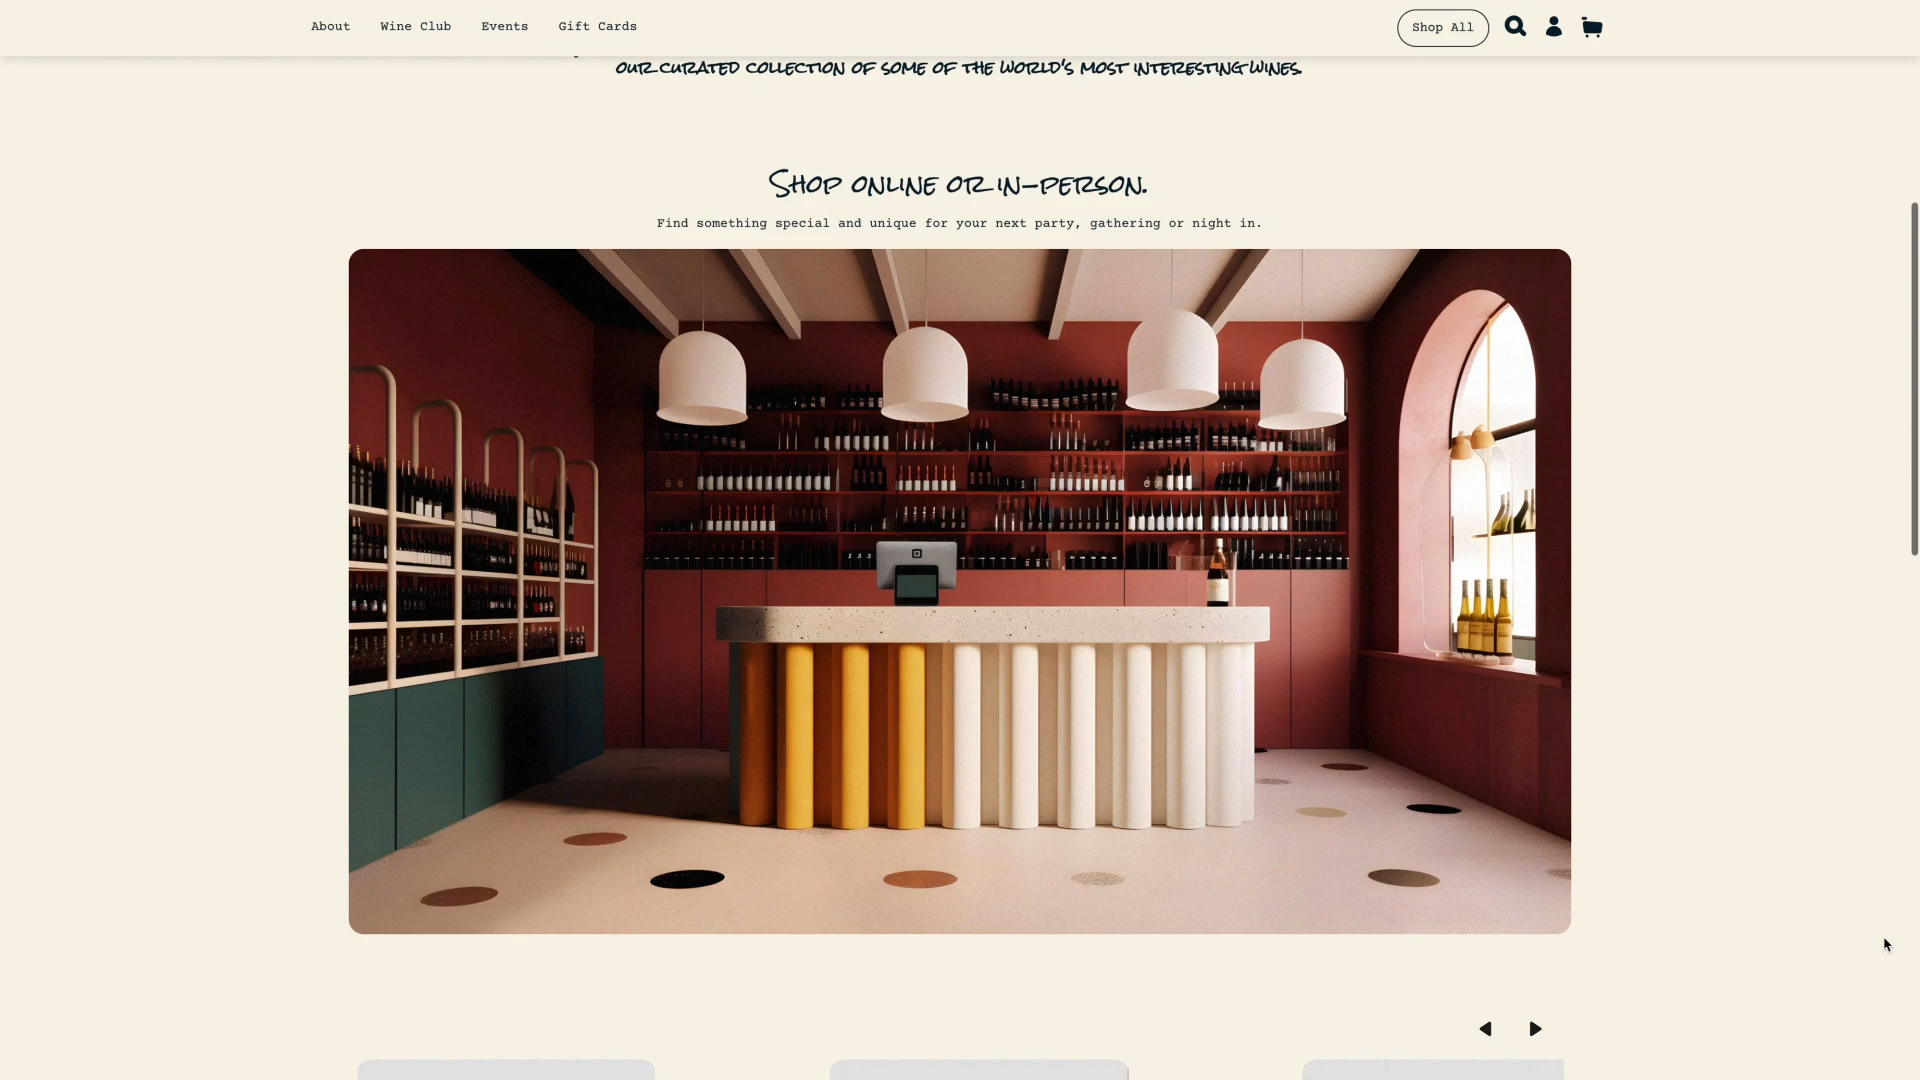 About Wine Club Events Gift Cards Shop All
OUR CURATED COLLECTION OF SOME OF THE WORLD'S MOST INTERESTING WINES.
SHOP ONLINE OR IN-PERSON.
Find something special and unique for your next party, gathering or night in.